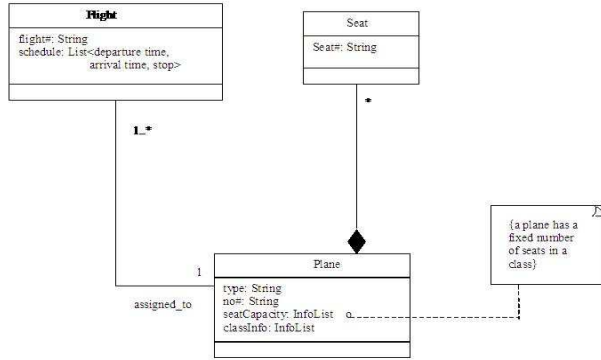 Flight
flight#: String
schedule: List<departure time,
arrival time, stop>
Seat
Seat#: String
1..*
*
{a plane has a
fixed number
of seats in a
class}
1
assigned_to
Plane
type: String
no#: String
seatCapacity: InfoList
classInfo: InfoList